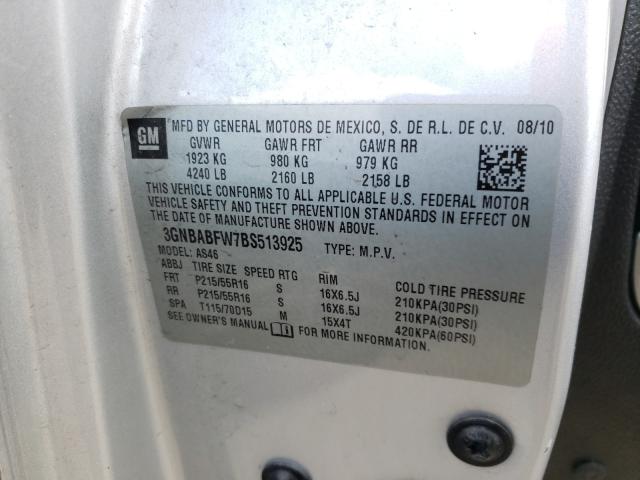 GM
MFD BY GENERAL MOTORS DE MEXICO, S. DE R.L. DE C.V. 08/10
GVWR GAWR FRT GAWR RR
1923 KG 980 KG 979 KG
4240 LB 2160 LB 2158 LB
THIS VEHICLE CONFORMS TO ALL APPLICABLE U.S. FEDERAL MOTOR
VEHICLE SAFETY AND THEFT PREVENTION STANDARDS IN EFFECT ON
THE DATE OF MANUFACTURE SHOWN ABOVE.
3GNBABFW7BS513925 TYPE: M.P.V.
MODEL: AS46
ABBJ TIRE SIZE SPEED RTG RIM COLD TIRE PRESSURE
FRT P215/55R16 S 16X6.5J 210KPA(30PSI)
RR P215/55R16 S 16X6.5J 210KPA(30PSI)
SPA T115/70D15 M 15X4T 420KPA(60PSI)
SEE OWNER'S MANUAL FOR MORE INFORMATION.